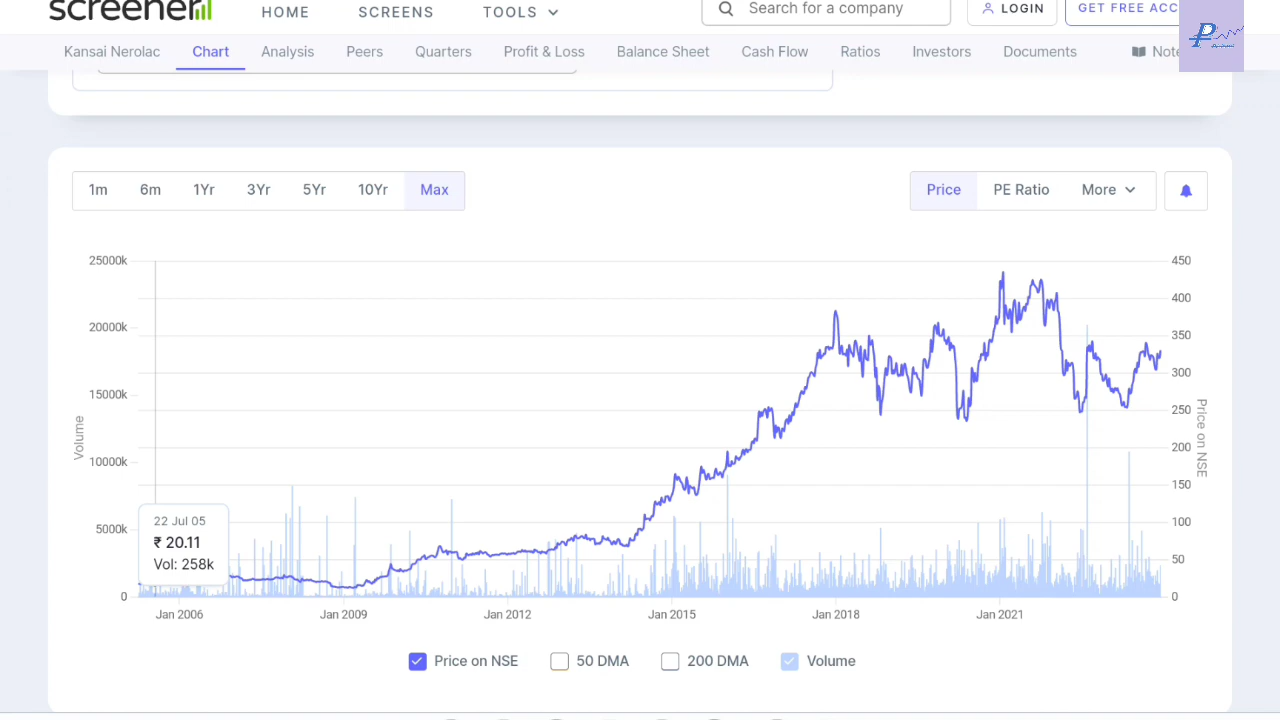 screener
HOME SCREENS TOOLS
Search for a company
LOGIN
GET FREE ACC
Kansai Nerolac Chart Analysis Peers Quarters Profit & Loss Balance Sheet Cash Flow Ratios Investors Documents Note
1m 6m 1Yr 3Yr 5Yr 10Yr Max
Price PE Ratio More
25000k
20000k
15000k
10000k
5000k
0
Volume
450
400
350
300
250
200
150
100
50
0
Price on NSE
22 Jul 05
₹ 20.11
Vol: 258k
Jan 2006 Jan 2009 Jan 2012 Jan 2015 Jan 2018 Jan 2021
Price on NSE 50 DMA 200 DMA Volume